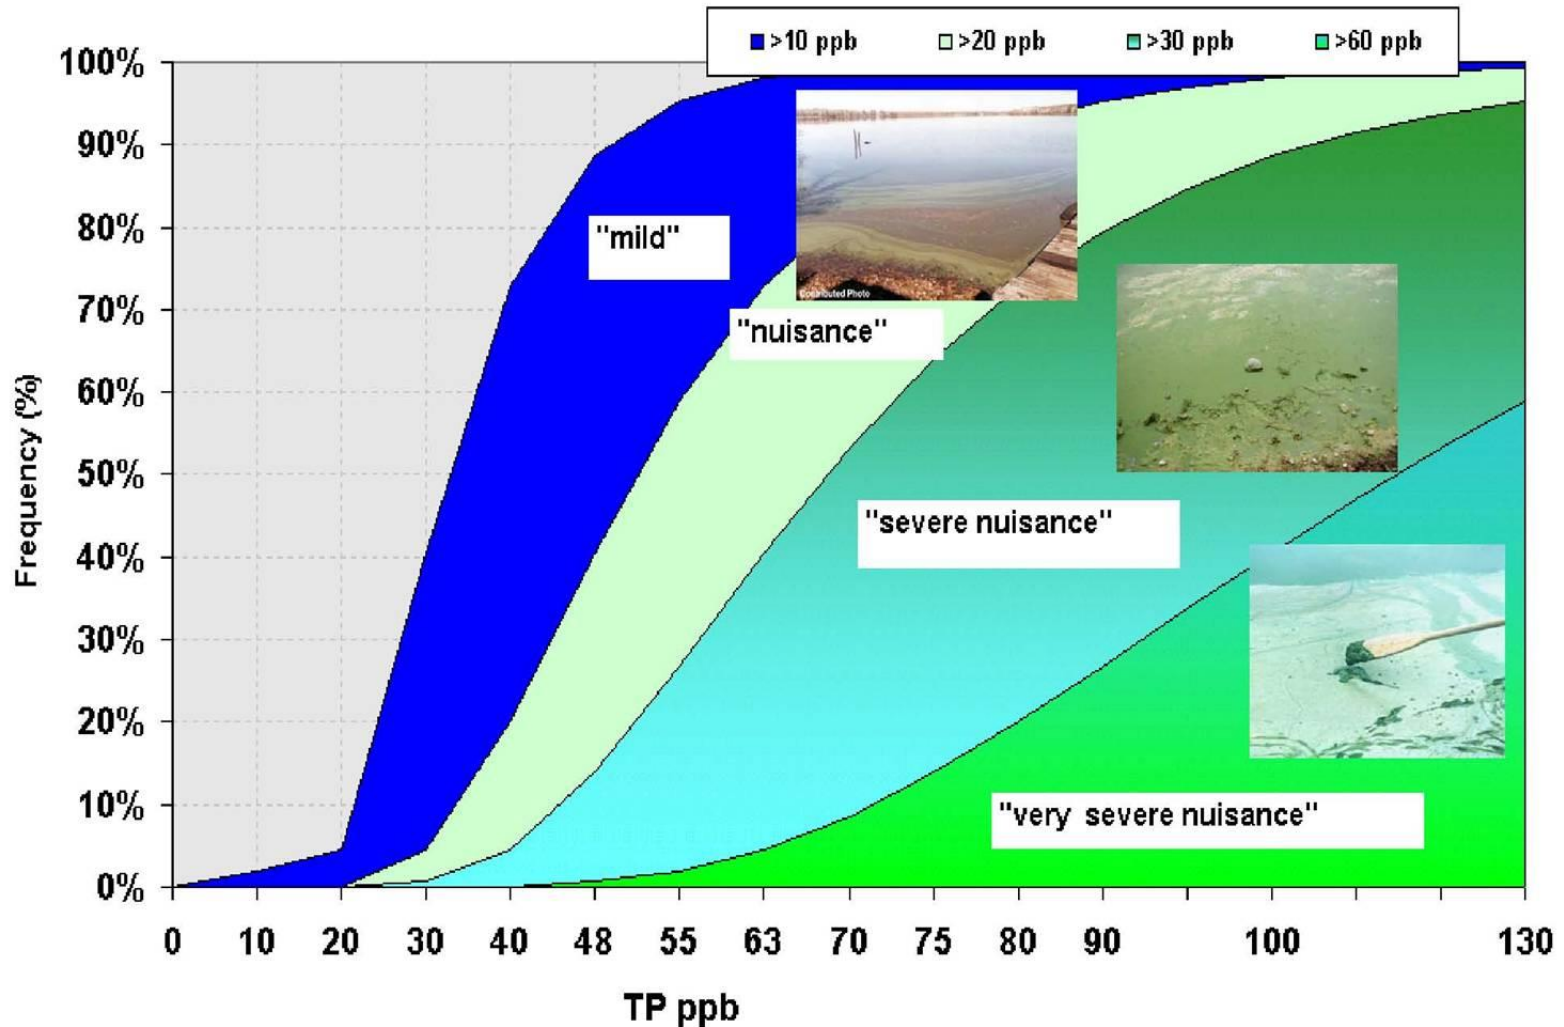 >10 ppb >20 ppb >30 ppb >60 ppb
100%
90%
80%
70%
60%
50%
40%
30%
20%
10%
0%
Frequency (%)
"mild"
Contributed Photo
"nuisance"
"severe nuisance"
"very severe nuisance"
0 10 20 30 40 48 55 63 70 75 80 90 100 130
TP ppb